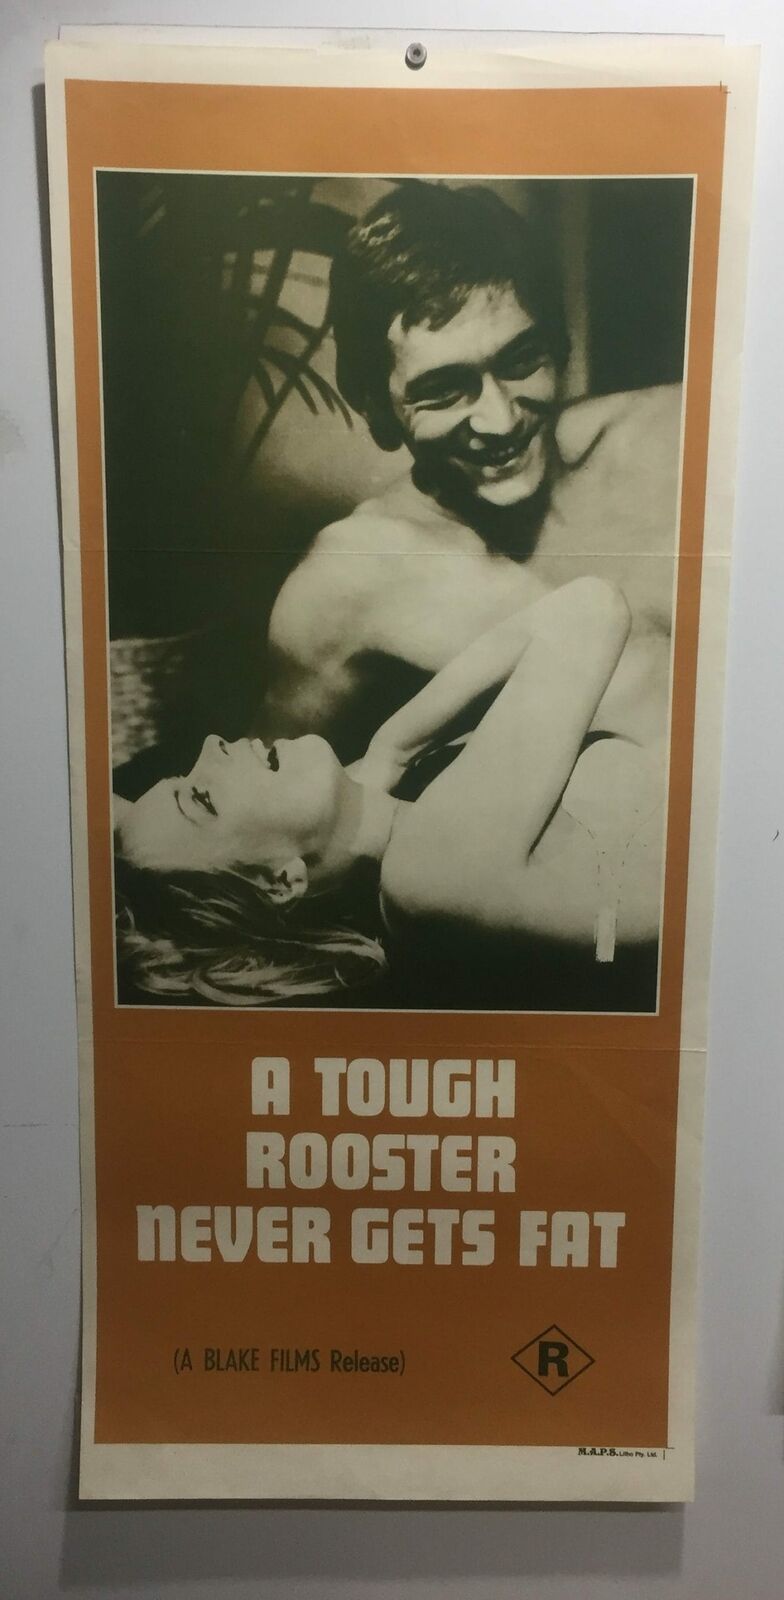 A TOUGH
ROOSTER
NEVER GETS FAT
(A BLAKE FILMS Release)
R
M.A.P.S. Litho Pty. Ltd.